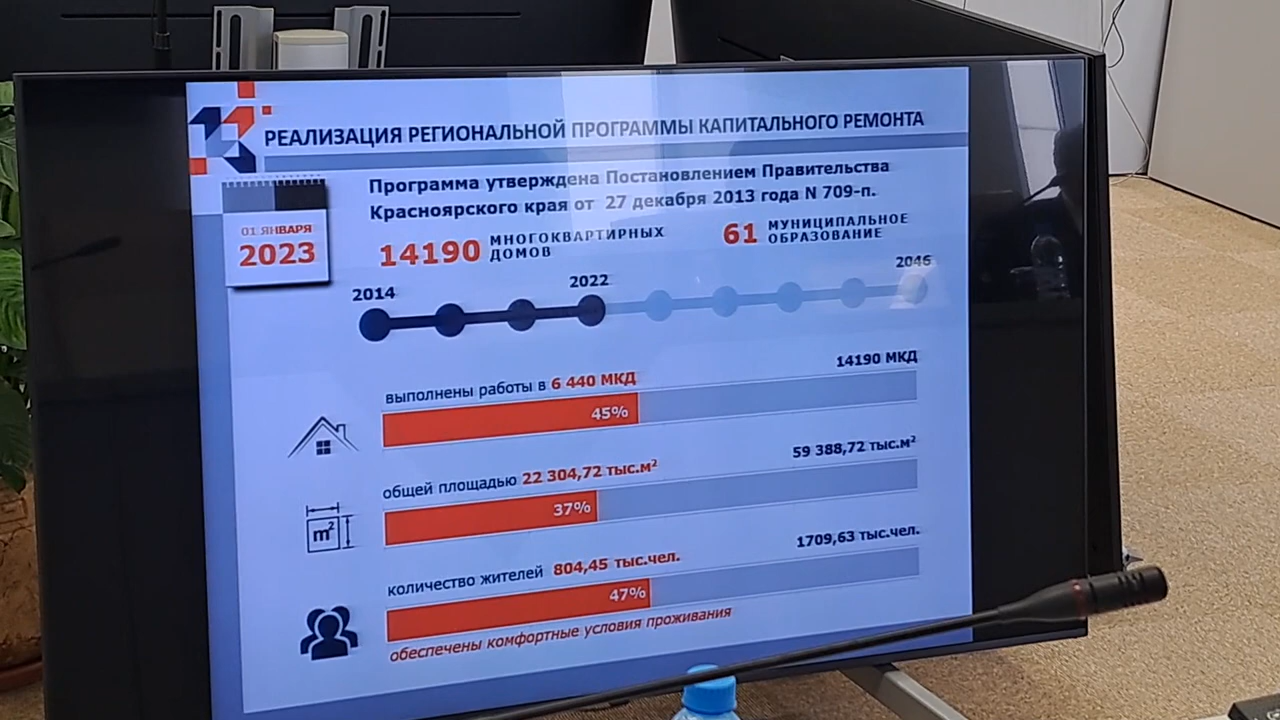 РЕАЛИЗАЦИЯ РЕГИОНАЛЬНОЙ ПРОГРАММЫ КАПИТАЛЬНОГО РЕМОНТА
Программа утверждена Постановлением Правительства
Красноярского края от 27 декабря 2013 года N 709-п.
01 ЯНВАРЯ
2023
14190 МНОГОКВАРТИРНЫХ
ДОМОВ
61 МУНИЦИПАЛЬНОЕ
ОБРАЗОВАНИЕ
2014
2022
2046
выполнены работы в 6 440 МКД
14190 МКД
45%
общей площадью 22 304,72 тыс.м²
59 388,72 тыс.м²
37%
m²
количество жителей 804,45 тыс.чел.
1709,63 тыс.чел.
47%
обеспечены комфортные условия проживания